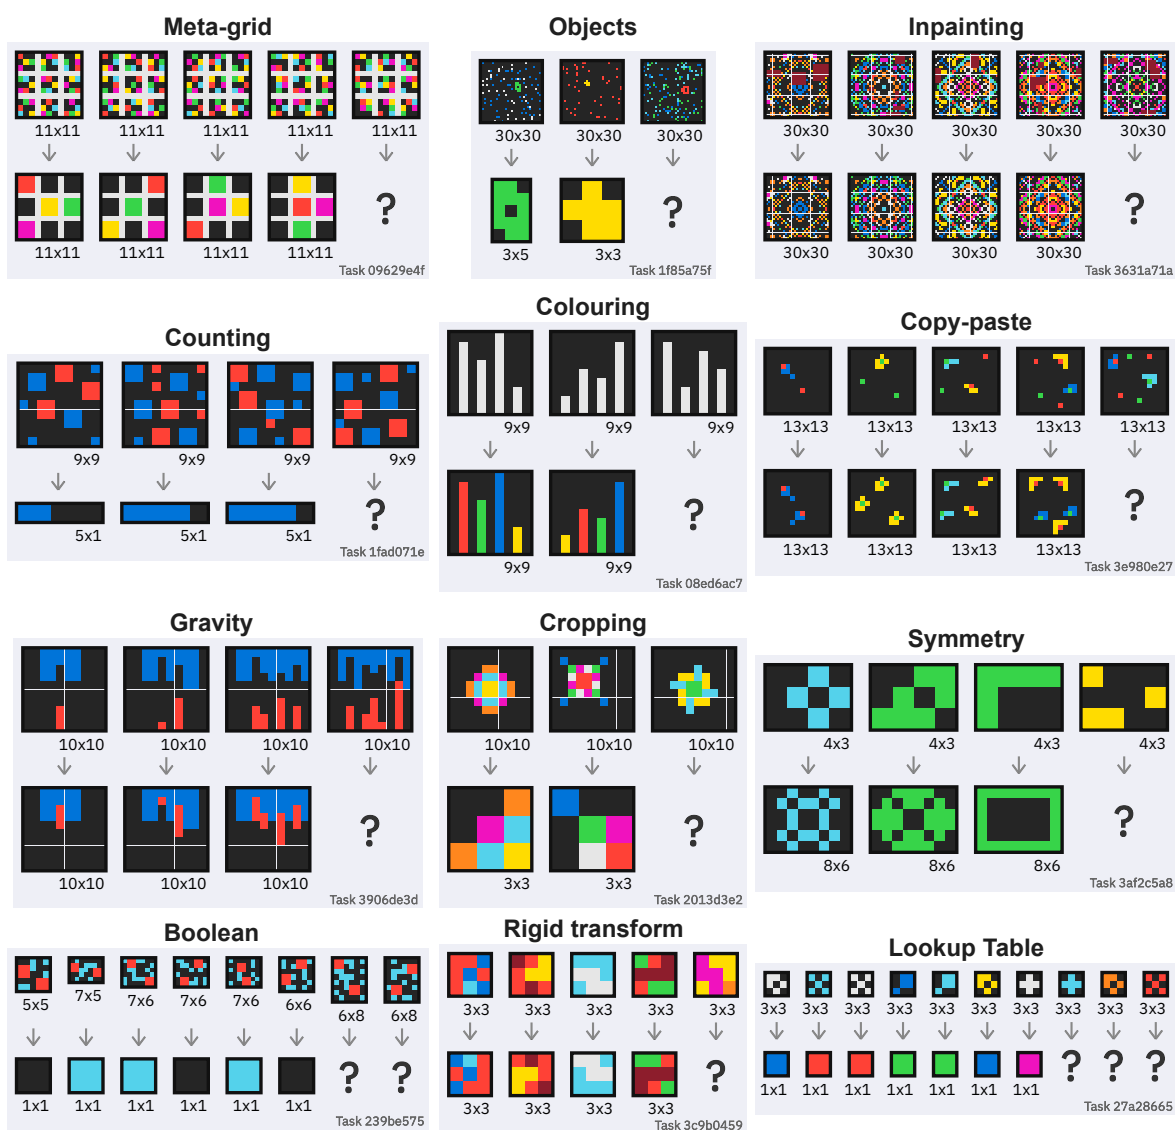 Meta-grid
11x11 11x11 11x11 11x11 11x11
?
11x11 11x11 11x11 11x11
Task 09629e4f
Objects
30x30 30x30 30x30
?
3x5 3x3
Task 1f85a75f
Inpainting
30x30 30x30 30x30 30x30 30x30
?
30x30 30x30 30x30 30x30
Task 3631a71a
Counting
9x9 9x9 9x9 9x9
?
5x1 5x1 5x1
Task 1fad071e
Colouring
9x9 9x9 9x9
?
9x9 9x9
Task 08ed6ac7
Copy-paste
13x13 13x13 13x13 13x13 13x13
?
13x13 13x13 13x13 13x13
Task 3e980e27
Gravity
10x10 10x10 10x10 10x10
?
10x10 10x10 10x10
Task 3906de3d
Cropping
10x10 10x10 10x10
?
3x3 3x3
Task 2013d3e2
Symmetry
4x3 4x3 4x3 4x3
?
8x6 8x6 8x6
Task 3af2c5a8
Boolean
5x5 7x5 7x6 7x6 7x6 6x6 6x8 6x8
? ?
1x1 1x1 1x1 1x1 1x1 1x1
Task 239be575
Rigid transform
3x3 3x3 3x3 3x3 3x3
?
3x3 3x3 3x3 3x3
Task 3c9b0459
Lookup Table
3x3 3x3 3x3 3x3 3x3 3x3 3x3 3x3 3x3 3x3
? ? ?
1x1 1x1 1x1 1x1 1x1 1x1 1x1
Task 27a28665